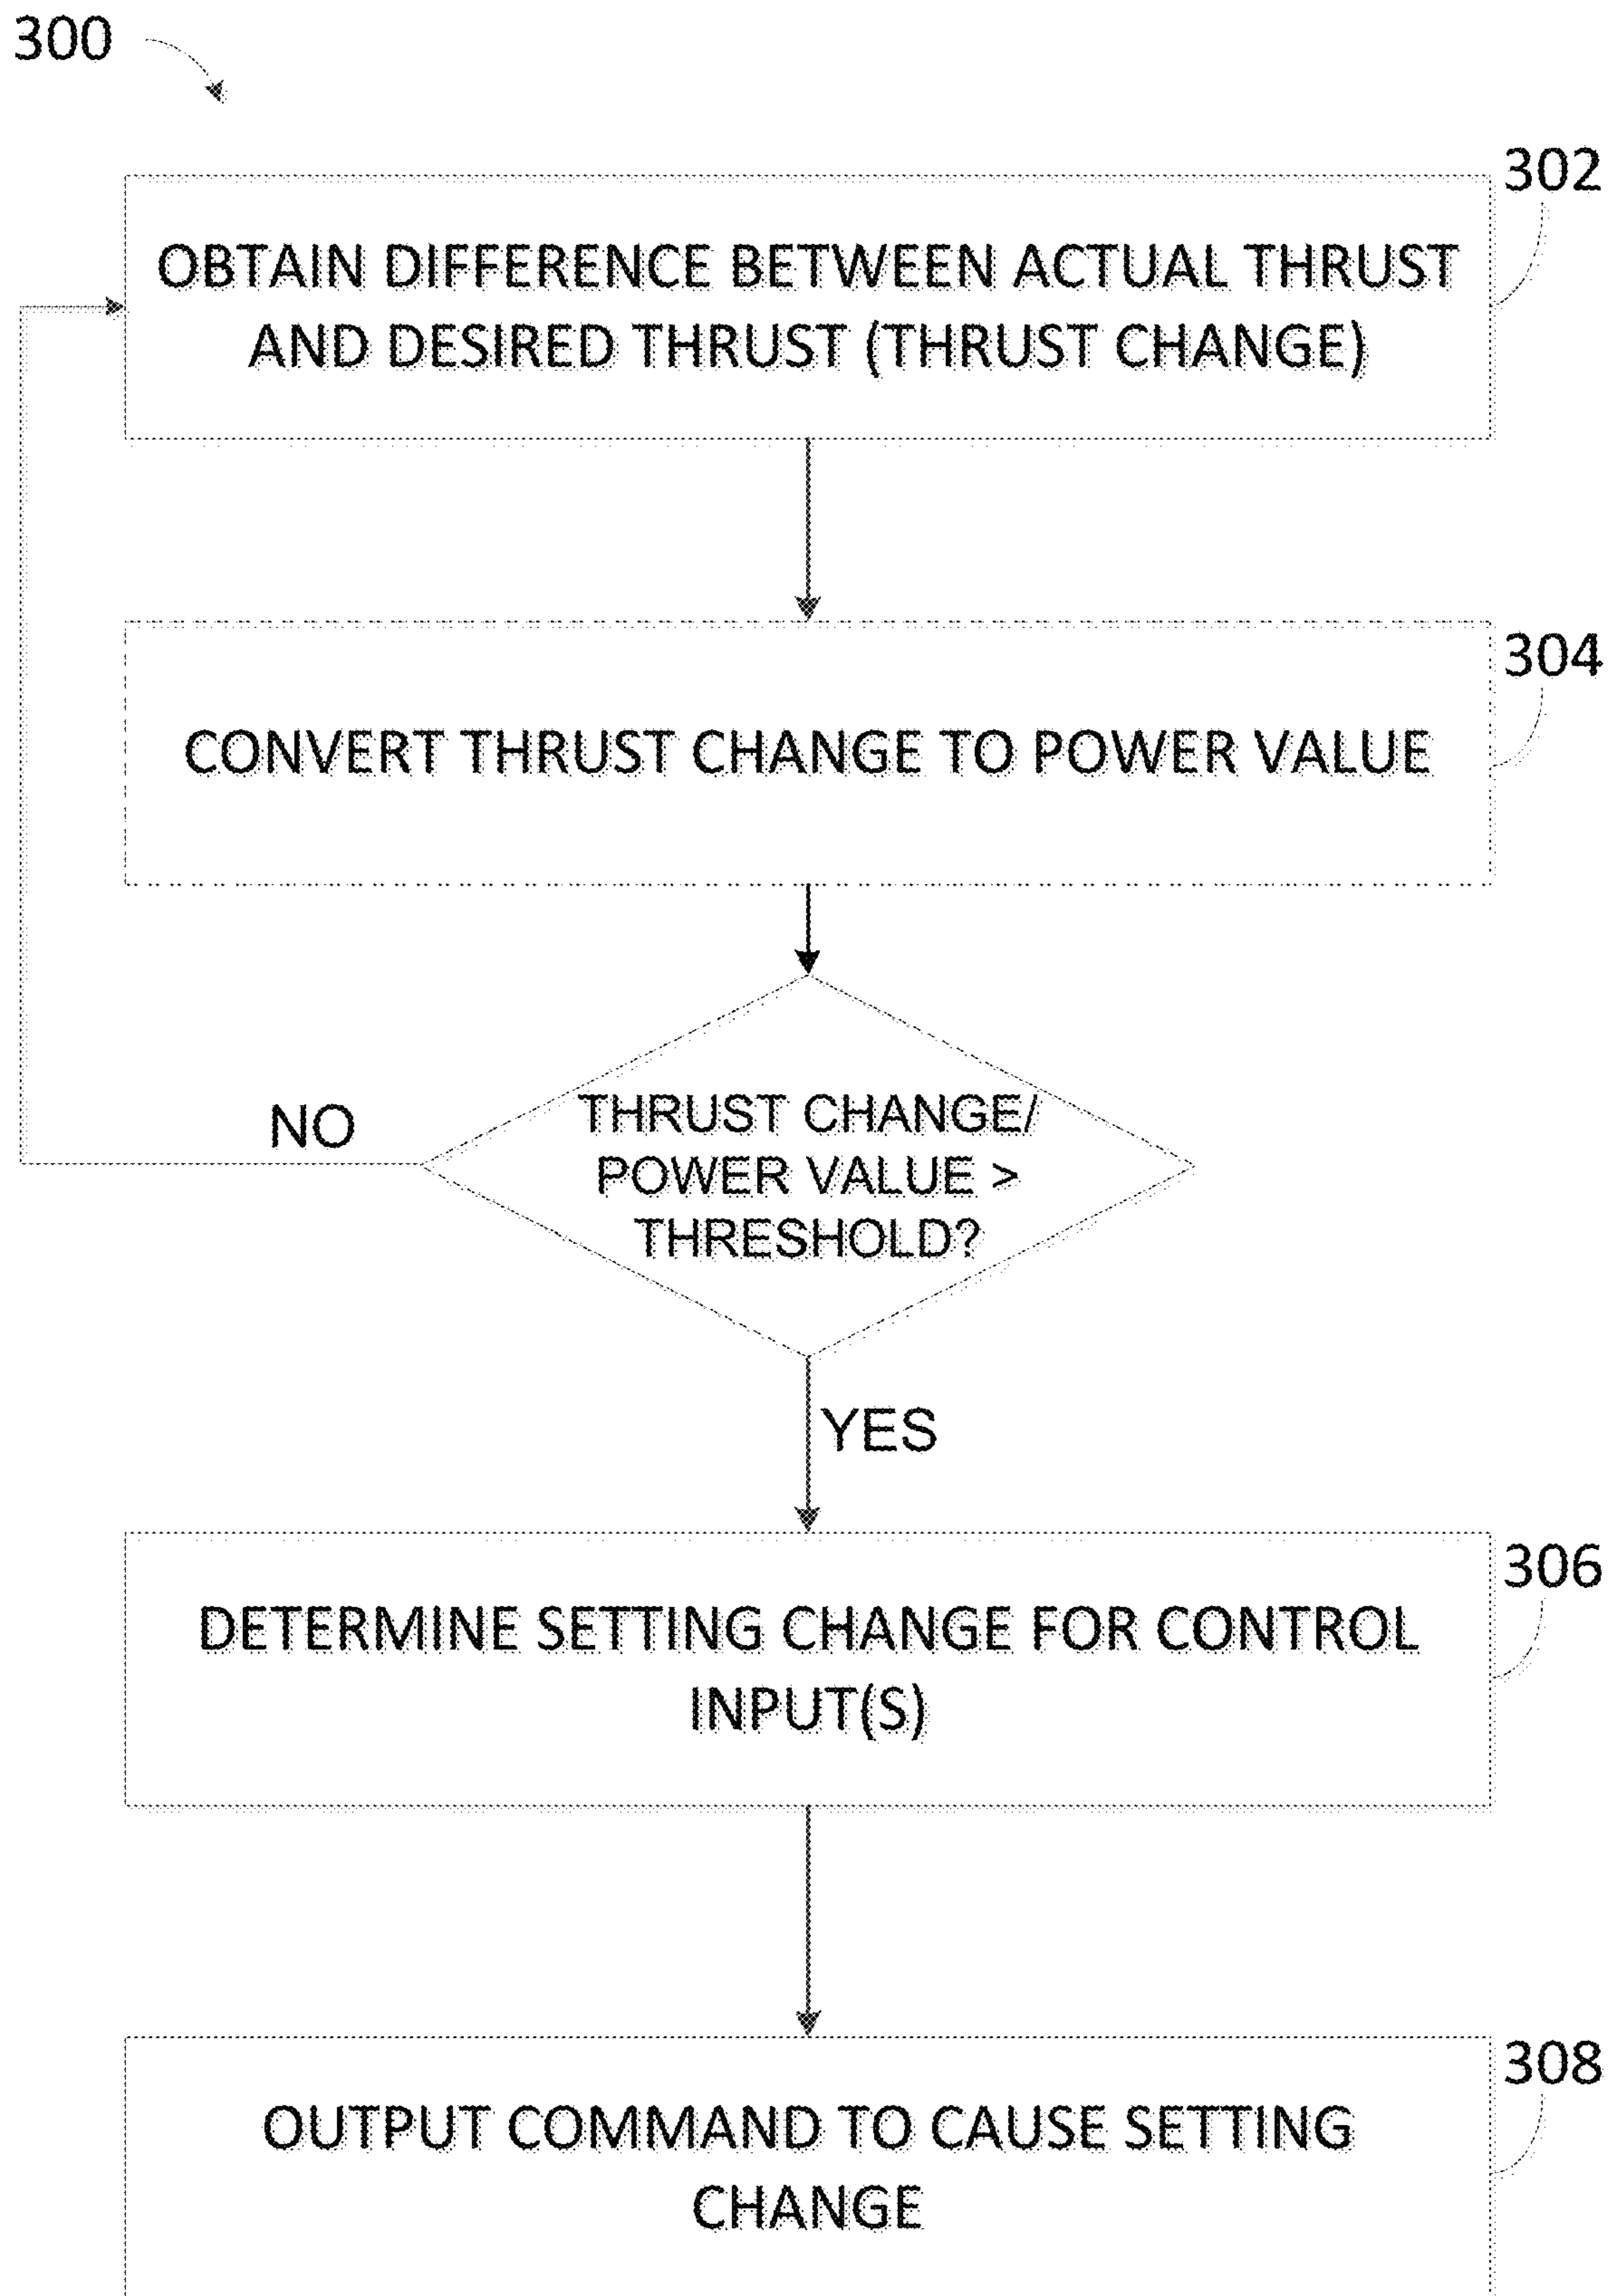 300
302
OBTAIN DIFFERENCE BETWEEN ACTUAL THRUST
AND DESIRED THRUST (THRUST CHANGE)
304
CONVERT THRUST CHANGE TO POWER VALUE
NO
THRUST CHANGE/
POWER VALUE >
THRESHOLD?
YES
306
DETERMINE SETTING CHANGE FOR CONTROL
INPUT(S)
308
OUTPUT COMMAND TO CAUSE SETTING
CHANGE